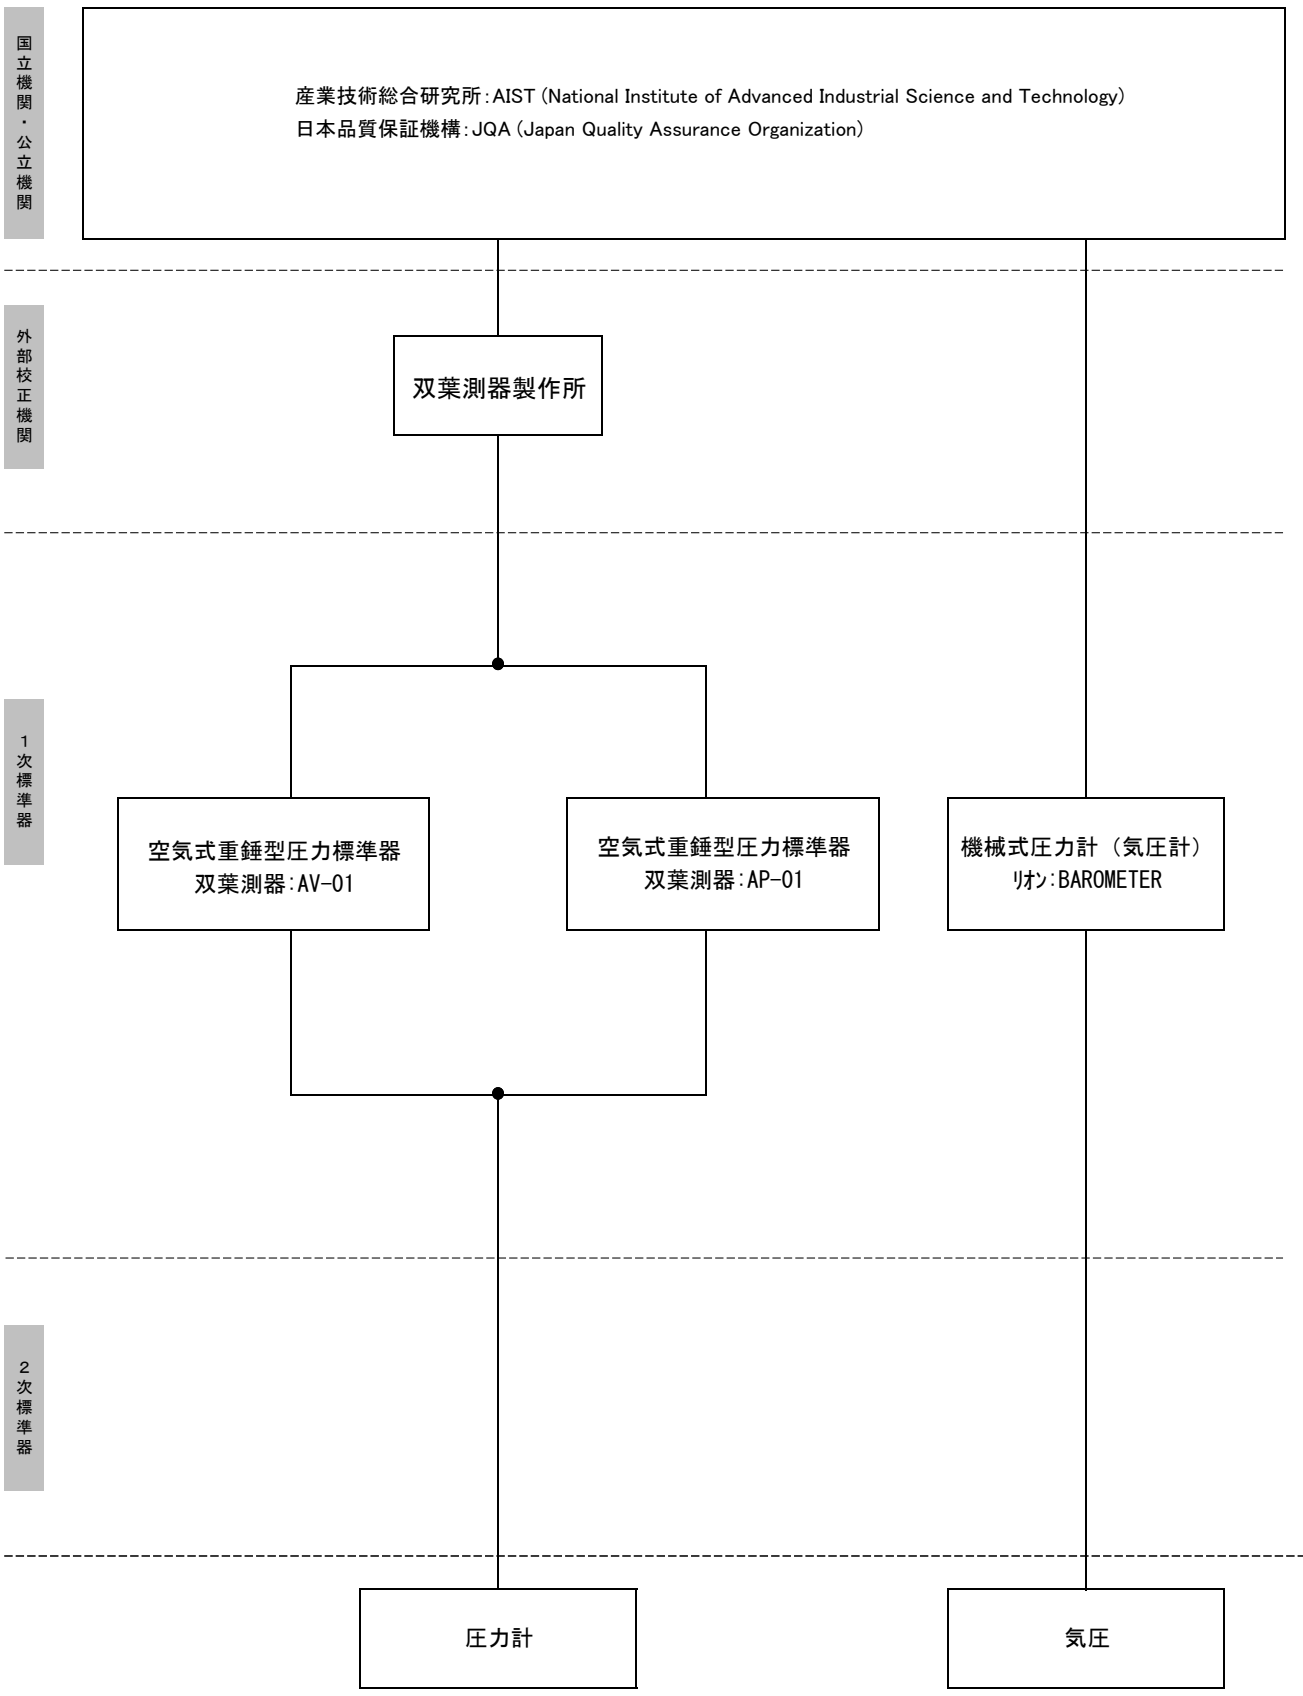 国立機関・公立機関
産業技術総合研究所:AIST (National Institute of Advanced Industrial Science and Technology)
日本品質保証機構:JQA (Japan Quality Assurance Organization)
外部校正機関
双葉測器製作所
1次標準器
空気式重錘型圧力標準器
双葉測器:AV-01
空気式重錘型圧力標準器
双葉測器:AP-01
機械式圧力計（気圧計）
ﾘｵﾝ:BAROMETER
2次標準器
圧力計
気圧